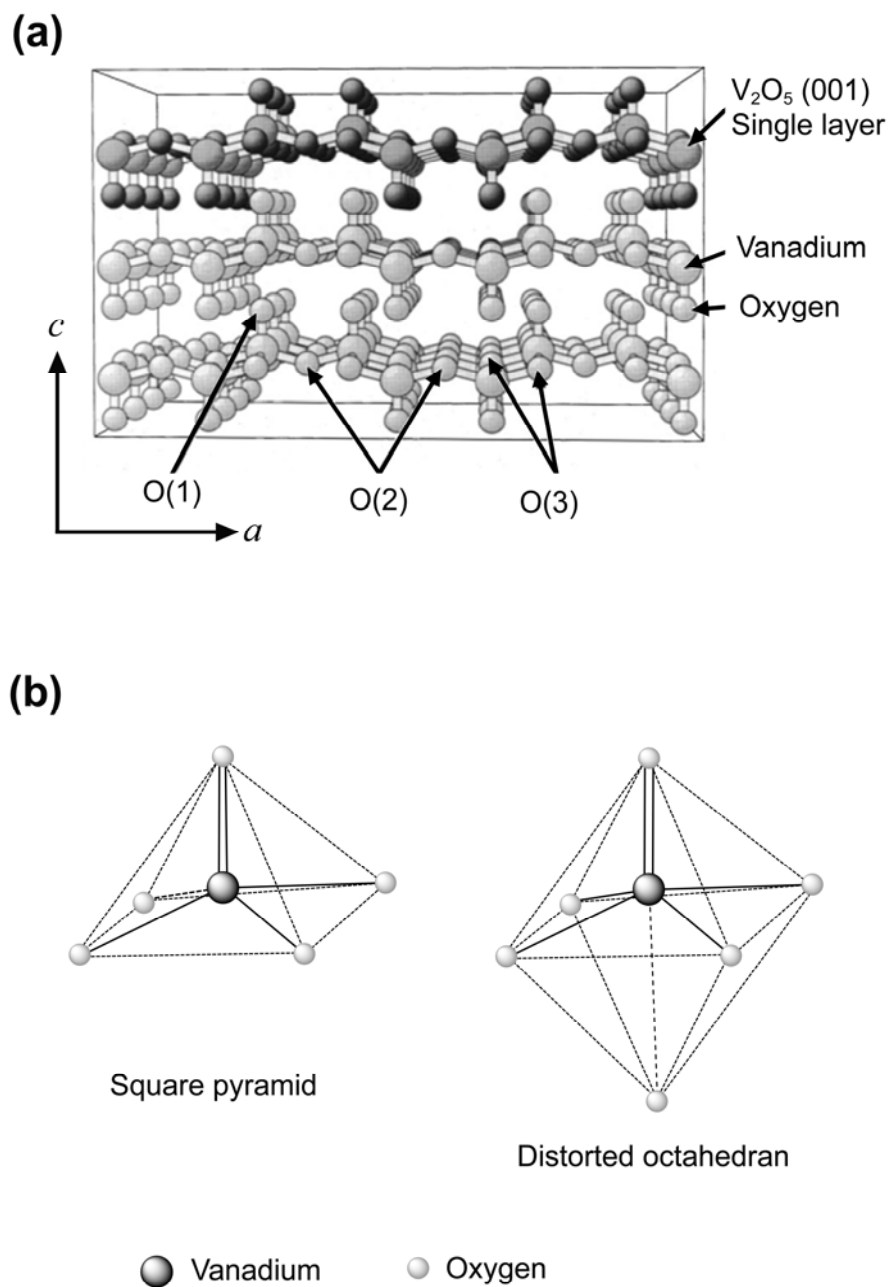 (a)
V₂O₅ (001)
Single layer
Vanadium
Oxygen
c
O(1)
O(2)
O(3)
a
(b)
Square pyramid
Distorted octahedran
Vanadium
Oxygen